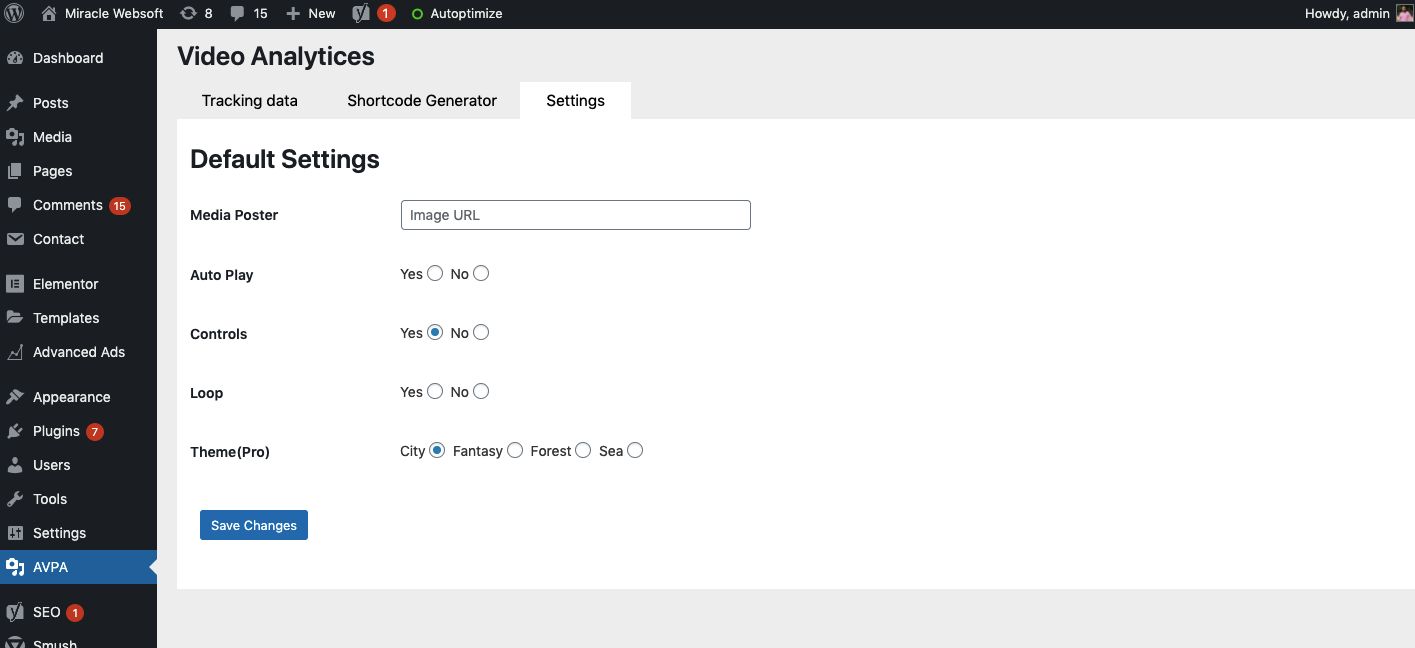 Miracle Websoft 8 15 New 1 Autoptimize Howdy, admin
Dashboard
Posts
Media
Pages
Comments 15
Contact
Elementor
Templates
Advanced Ads
Appearance
Plugins 7
Users
Tools
Settings
AVPA
SEO 1
Smush
Video Analytices
Tracking data Shortcode Generator Settings
Default Settings
Media Poster Image URL
Auto Play Yes No
Controls Yes No
Loop Yes No
Theme(Pro) City Fantasy Forest Sea
Save Changes